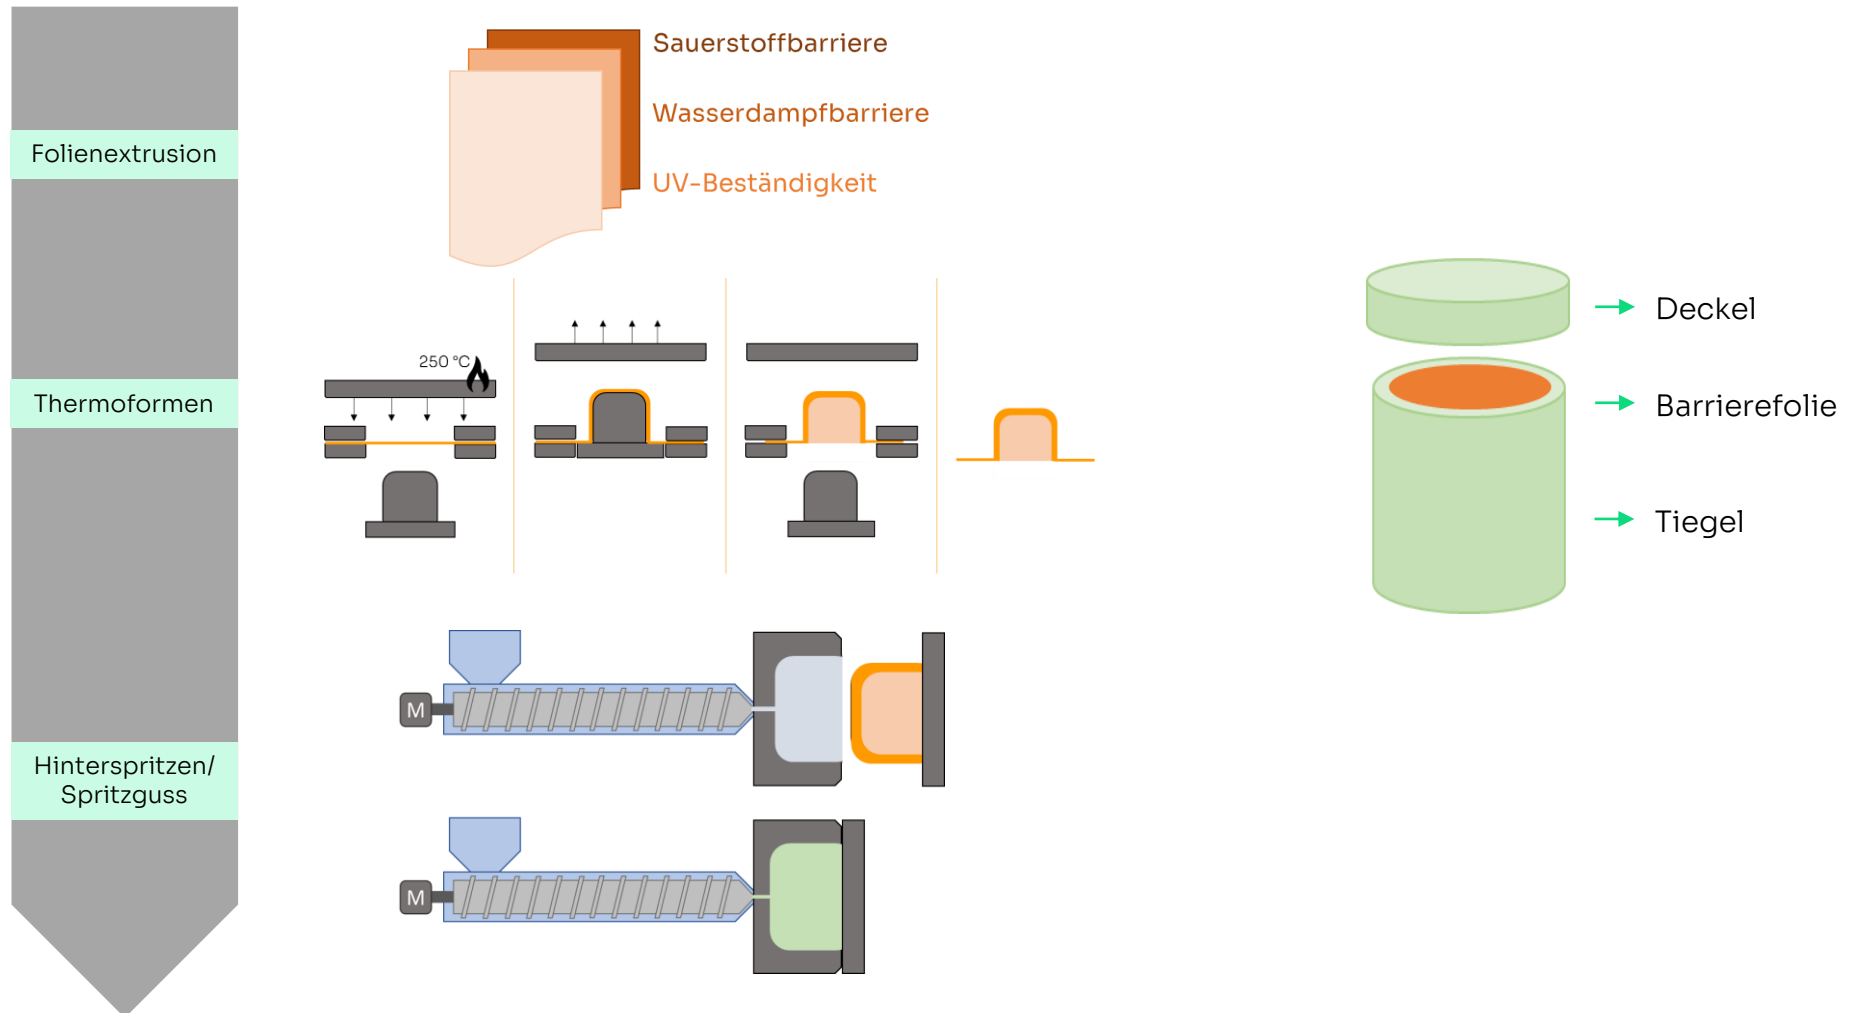 Sauerstoffbarriere
Wasserdampfbarriere
Folienextrusion
UV-Beständigkeit
250 °C
Thermoformen
Deckel
Barrierefolie
Tiegel
M
Hinterspritzen/
Spritzguss
M